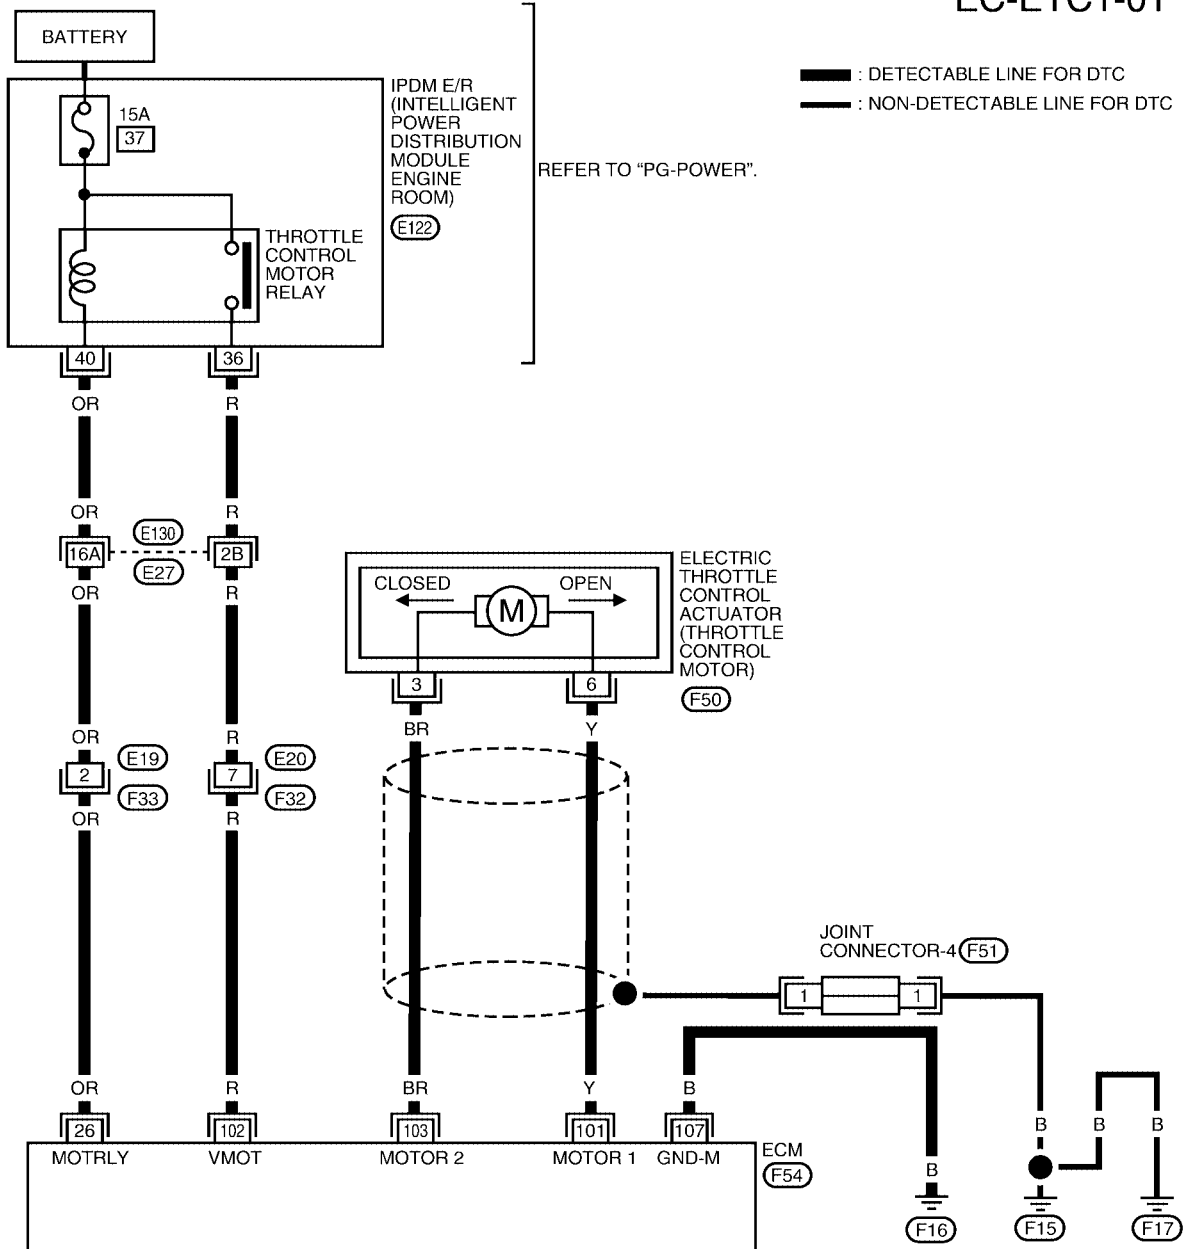 EC-ETC1-01
BATTERY
: DETECTABLE LINE FOR DTC
: NON-DETECTABLE LINE FOR DTC
15A
37
IPDM E/R
(INTELLIGENT
POWER
DISTRIBUTION
MODULE
ENGINE
ROOM)
E122
REFER TO “PG-POWER”.
THROTTLE
CONTROL
MOTOR
RELAY
40
36
OR
R
OR
R
16A
E130
E27
2B
OR
R
CLOSED
M
OPEN
ELECTRIC
THROTTLE
CONTROL
ACTUATOR
(THROTTLE
CONTROL
MOTOR)
F50
3
6
BR
Y
OR
R
2
E19
F33
7
E20
F32
OR
R
JOINT
CONNECTOR-4
F51
1
1
OR
R
BR
Y
B
B
B
B
26
102
103
101
107
MOTRLY
VMOT
MOTOR 2
MOTOR 1
GND-M
ECM
F54
B
F16
F15
F17